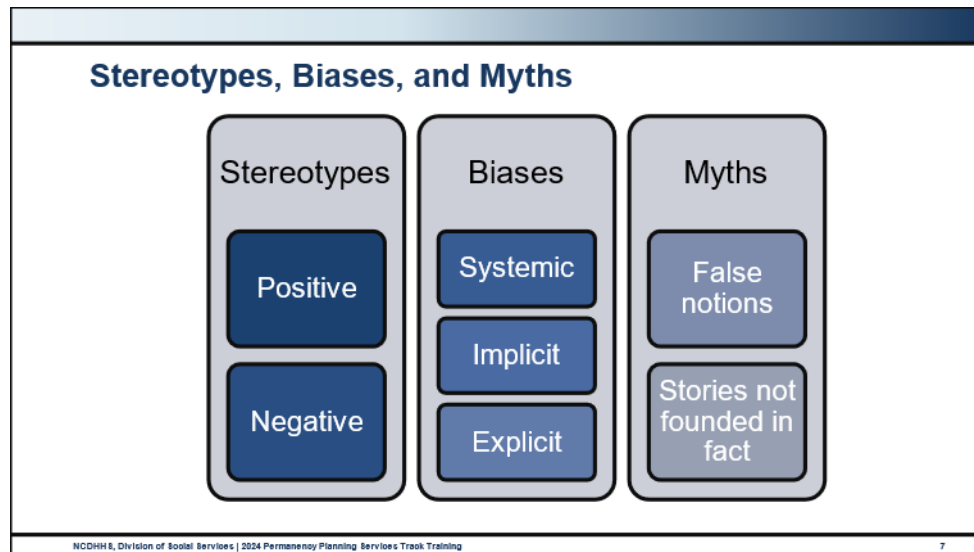 Stereotypes, Biases, and Myths
Stereotypes
Positive
Negative
Biases
Systemic
Implicit
Explicit
Myths
False
notions
Stories not
founded in
fact
NCDHHS, Division of Social Services | 2024 Permanency Planning Services Track Training
7